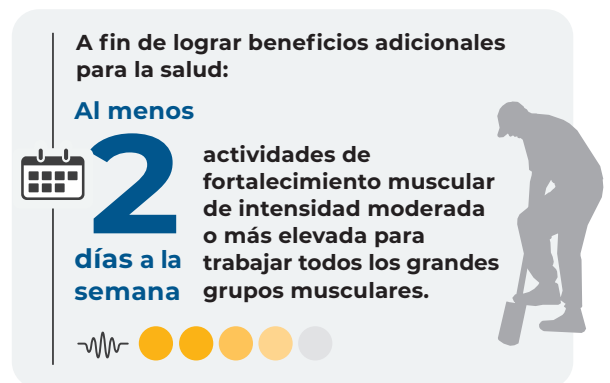 A fin de lograr beneficios adicionales
para la salud:
Al menos
2
días a la
semana
actividades de
fortalecimiento muscular
de intensidad moderada
o más elevada para
trabajar todos los grandes
grupos musculares.